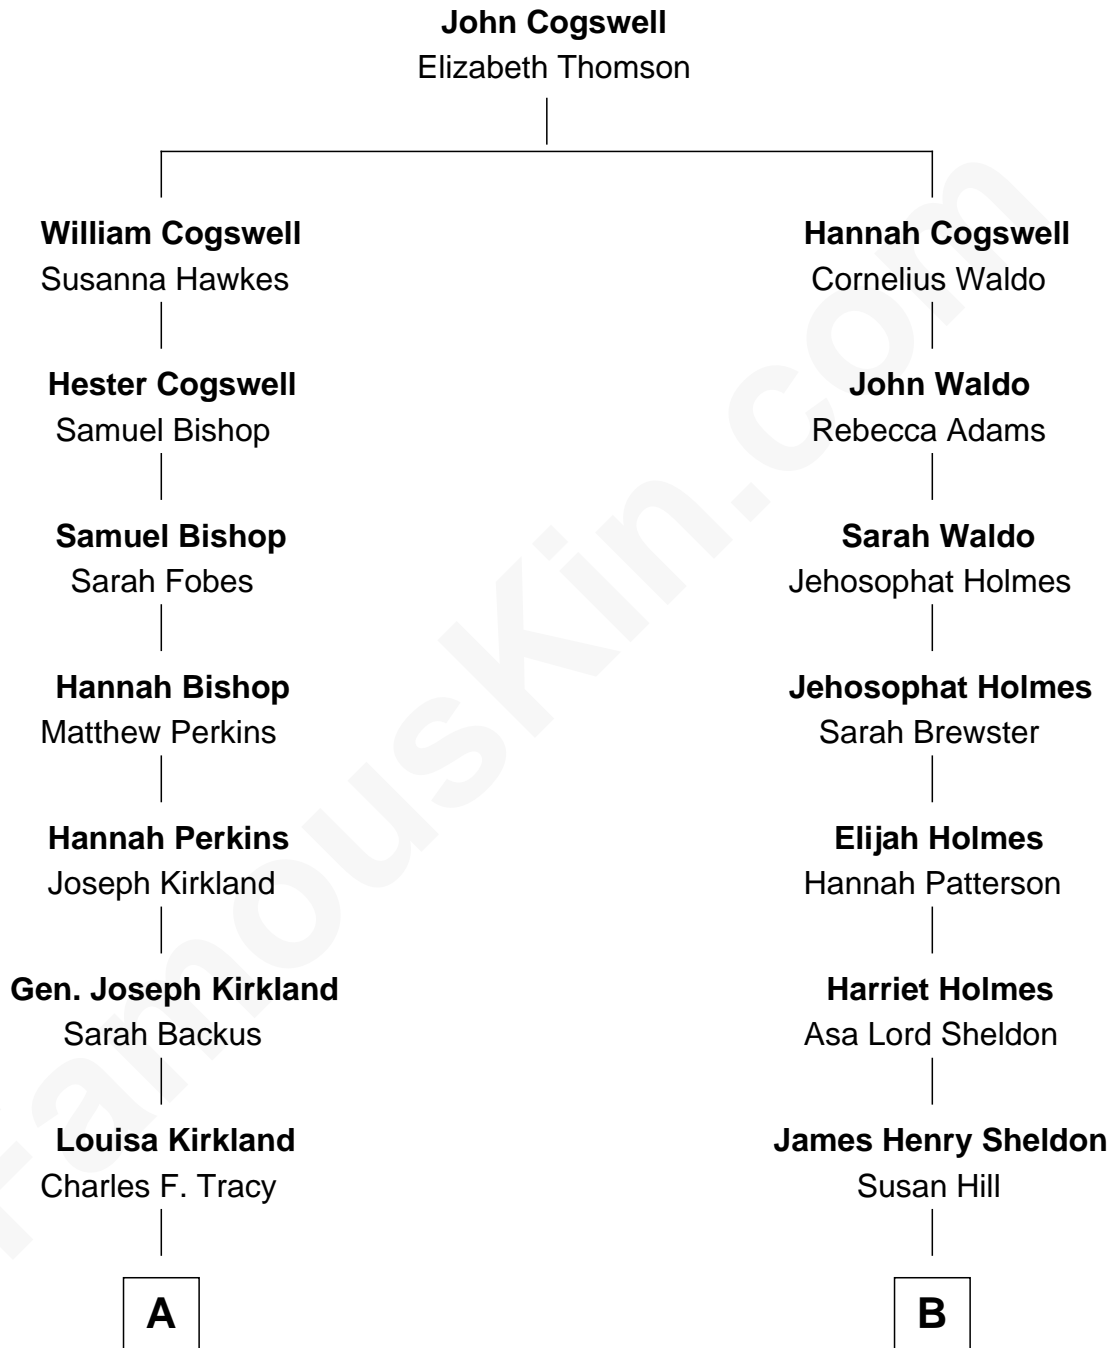 John Cogswell
Elizabeth Thomson
William Cogswell
Susanna Hawkes
Hannah Cogswell
Cornelius Waldo
Hester Cogswell
Samuel Bishop
John Waldo
Rebecca Adams
Samuel Bishop
Sarah Fobes
Sarah Waldo
Jehosophat Holmes
Hannah Bishop
Matthew Perkins
Jehosophat Holmes
Sarah Brewster
Hannah Perkins
Joseph Kirkland
Elijah Holmes
Hannah Patterson
Gen. Joseph Kirkland
Sarah Backus
Harriet Holmes
Asa Lord Sheldon
Louisa Kirkland
Charles F. Tracy
James Henry Sheldon
Susan Hill
A
B
FamousKin.com